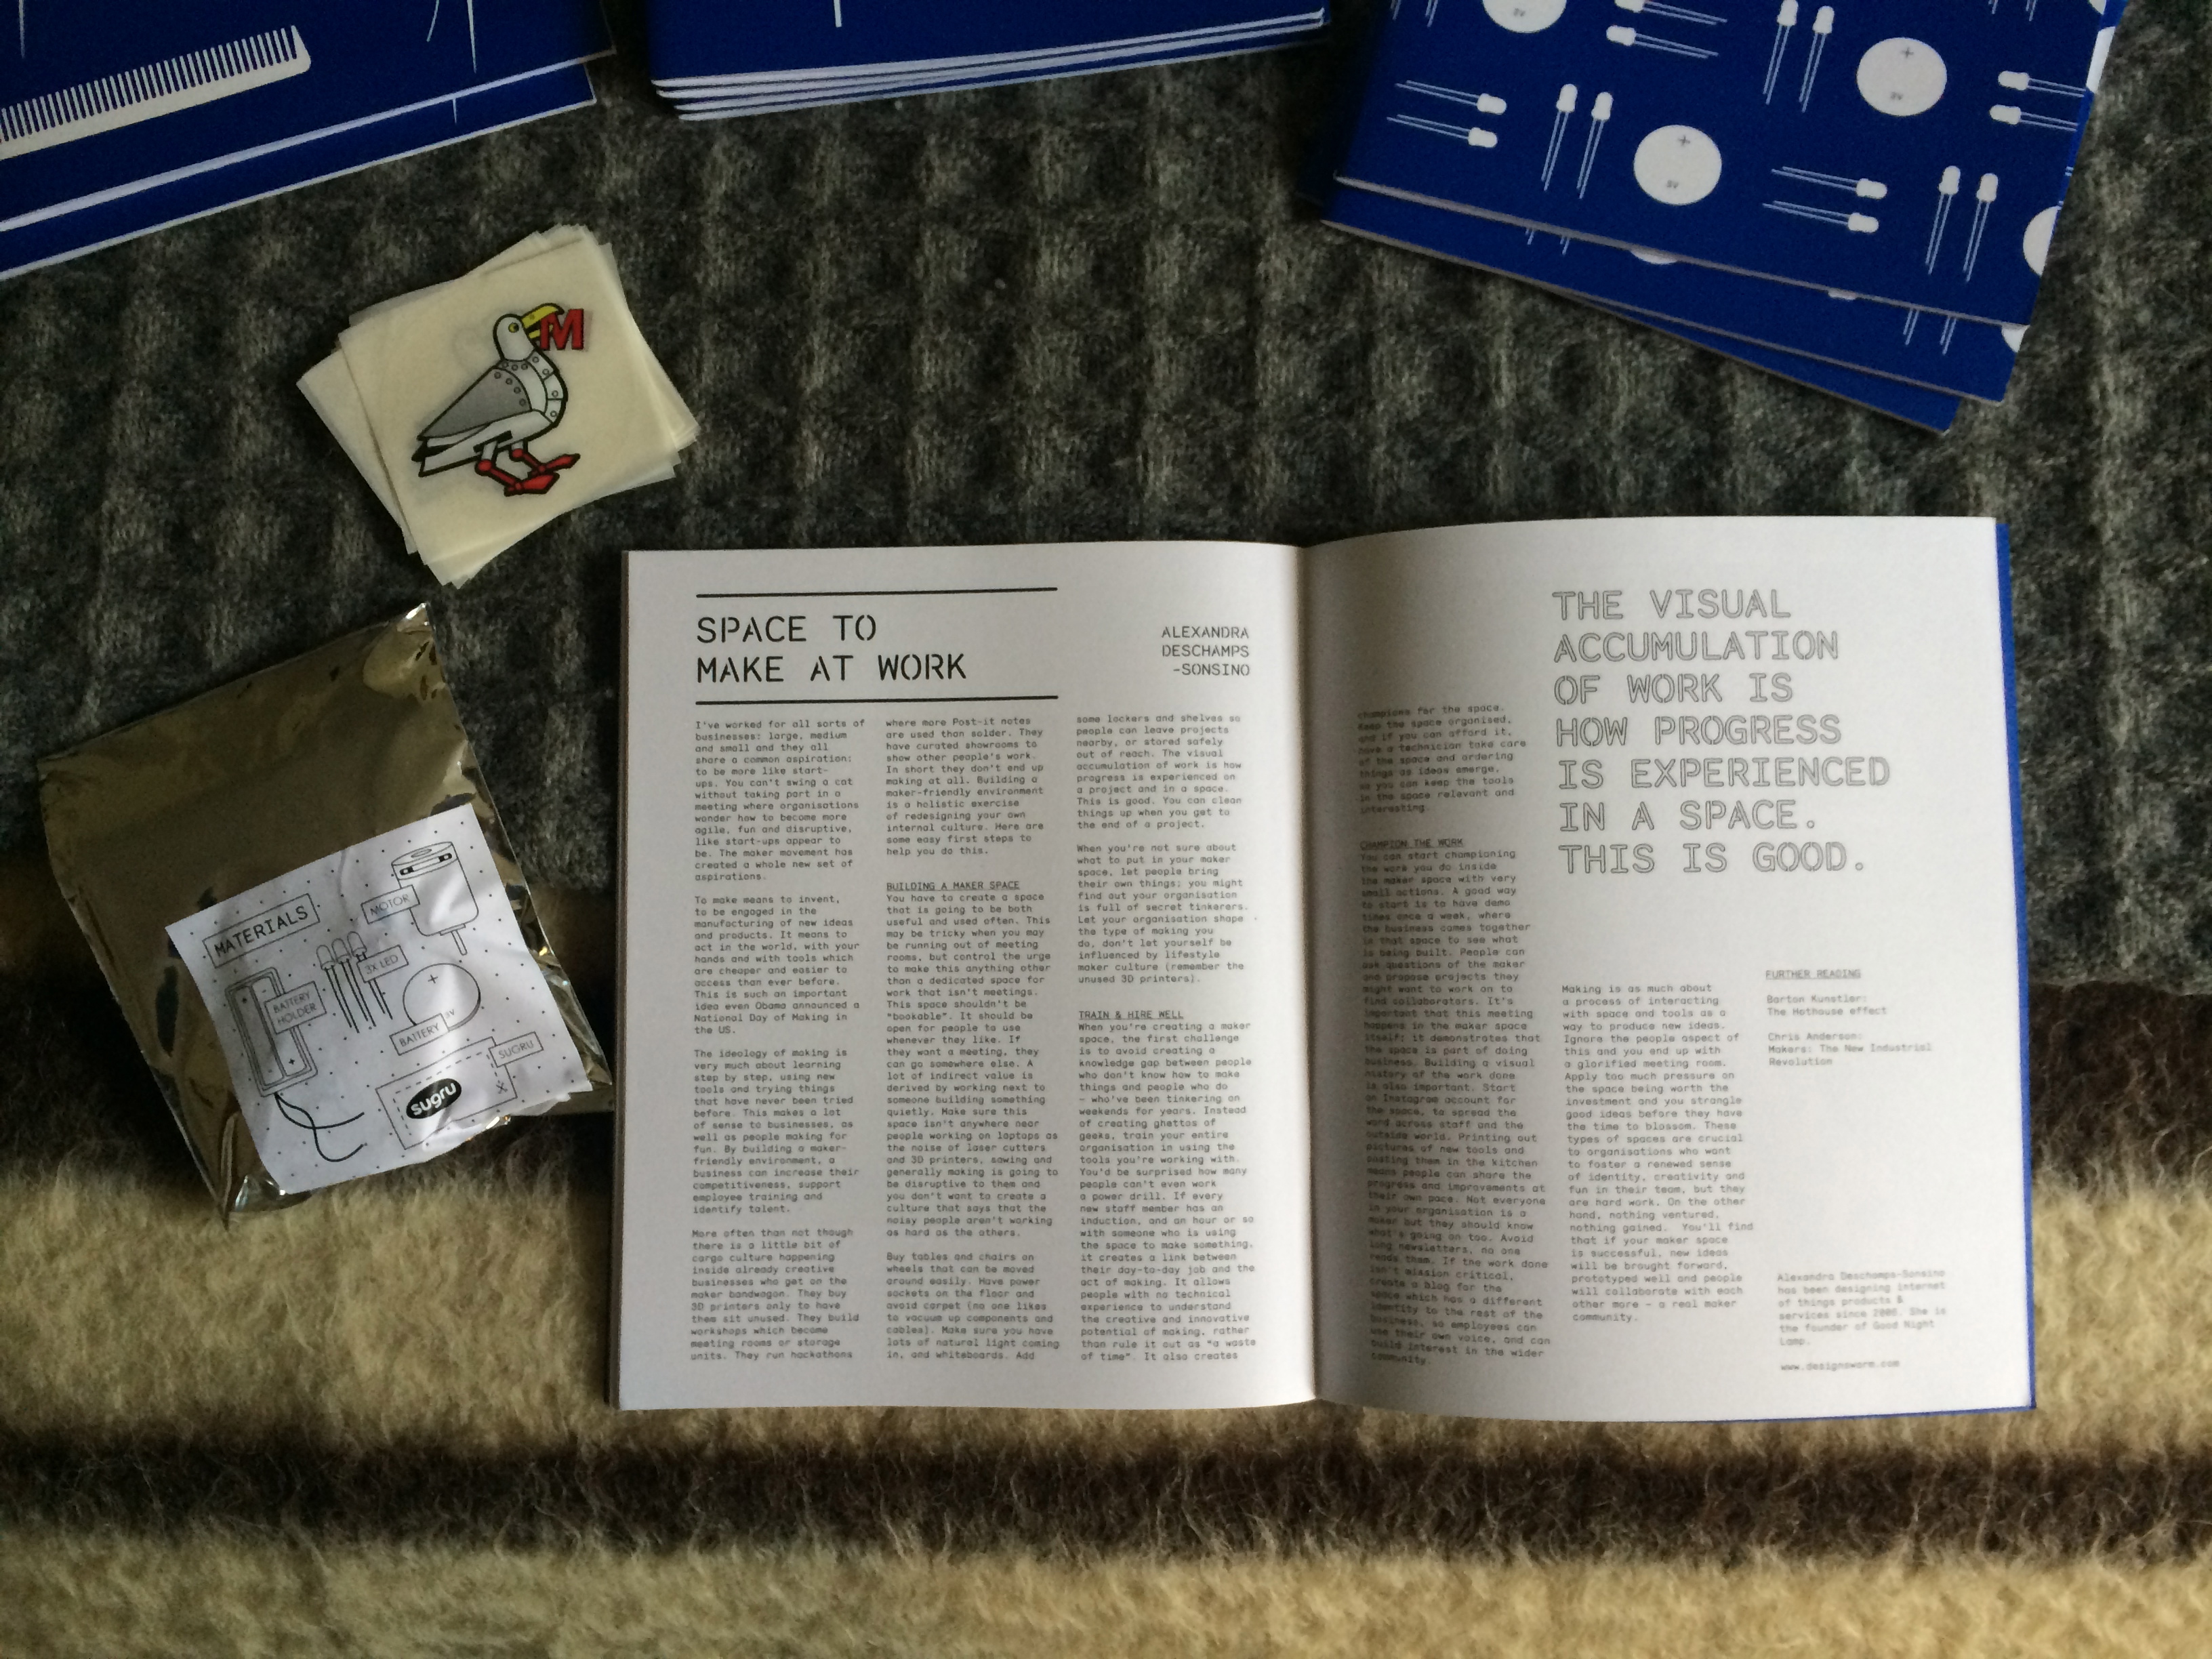 3V
+
+
3V
M
MATERIALS
MOTOR
3X LED
BATTERY
HOLDER
+
3V
BATTERY
SUGRU
sugru
SPACE TO
MAKE AT WORK
ALEXANDRA
DESCHAMPS
-SONSINO
I've worked for all sorts of
businesses: large, medium
and small and they all
share a common aspiration:
to be more like start-
ups. You can't swing a cat
without taking part in a
meeting where organisations
wonder how to become more
agile, fun and disruptive,
like start-ups appear to
be. The maker movement has
created a whole new set of
aspirations.
To make means to invent,
to be engaged in the
manufacturing of new ideas
and products. It means to
act in the world, with your
hands and with tools which
are cheaper and easier to
access than ever before.
This is such an important
idea even Obama announced a
National Day of Making in
the US.
The ideology of making is
very much about learning
step by step, using new
tools and trying things
that have never been tried
before. This makes a lot
of sense to businesses, as
well as people making for
fun. By building a maker-
friendly environment, a
business can increase their
competitiveness, support
employee training and
identify talent.
More often than not though
there is a little bit of
cargo culture happening
inside already creative
businesses who get on the
maker bandwagon. They buy
3D printers only to have
them sit unused. They build
workshops which become
meeting rooms or storage
units. They run hackathons
where more Post-it notes
are used than solder. They
have curated showrooms to
show other people's work.
In short they don't end up
making at all. Building a
maker-friendly environment
is a holistic exercise
of redesigning your own
internal culture. Here are
some easy first steps to
help you do this.
BUILDING A MAKER SPACE
You have to create a space
that is going to be both
useful and used often. This
may be tricky when you may
be running out of meeting
rooms, but control the urge
to make this anything other
than a dedicated space for
work that isn't meetings.
This space shouldn't be
"bookable". It should be
open for people to use
whenever they like. If
they want a meeting, they
can go somewhere else. A
lot of indirect value is
derived by working next to
someone building something
quietly. Make sure this
space isn't anywhere near
people working on laptops as
the noise of laser cutters
and 3D printers, sawing and
generally making is going to
be disruptive to them and
you don't want to create a
culture that says that the
noisy people aren't working
as hard as the others.
Buy tables and chairs on
wheels that can be moved
around easily. Have power
sockets on the floor and
avoid carpet (no one likes
to vacuum up components and
cables). Make sure you have
lots of natural light coming
in, and whiteboards. Add
some lockers and shelves so
people can leave projects
nearby, or stored safely
out of reach. The visual
accumulation of work is how
progress is experienced on
a project and in a space.
This is good. You can clean
things up when you get to
the end of a project.
When you're not sure about
what to put in your maker
space, let people bring
their own things; you might
find out your organisation
is full of secret tinkerers.
Let your organisation shape
the type of making you
do, don't let yourself be
influenced by lifestyle
maker culture (remember the
unused 3D printers).
TRAIN & HIRE WELL
When you're creating a maker
space, the first challenge
is to avoid creating a
knowledge gap between people
who don't know how to make
things and people who do
- who've been tinkering on
weekends for years. Instead
of creating ghettos of
geeks, train your entire
organisation in using the
tools you're working with.
You'd be surprised how many
people can't even work
a power drill. If every
new staff member has an
induction, and an hour or so
with someone who is using
the space to make something,
it creates a link between
their day-to-day job and the
act of making. It allows
people with no technical
experience to understand
the creative and innovative
potential of making, rather
than rule it out as "a waste
of time". It also creates
champions for the space.
Keep the space organised,
and if you can afford it,
have a technician take care
of the space and ordering
things as ideas emerge,
so you can keep the tools
in the space relevant and
interesting.
CHAMPION THE WORK
You can start championing
the work you do inside
the maker space with very
small actions. A good way
to start is to have demo
times once a week, where
the business comes together
in that space to see what
is being built. People can
ask questions of the maker
and propose projects they
might want to work on to
find collaborators. It's
important that this meeting
happens in the maker space
itself: it demonstrates that
the space is part of doing
business. Building a visual
history of the work done
is also important. Start
an Instagram account for
the space, to spread the
word across staff and the
outside world. Printing out
pictures of new tools and
posting them in the kitchen
means people can share the
progress and improvements at
their own pace. Not everyone
in your organisation is a
maker but they should know
what's going on too. Avoid
long newsletters, no one
reads them. If the work done
isn't mission critical,
create a blog for the
space which has a different
identity to the rest of the
business, so employees can
use their own voice, and can
build interest in the wider
community.
THE VISUAL
ACCUMULATION
OF WORK IS
HOW PROGRESS
IS EXPERIENCED
IN A SPACE.
THIS IS GOOD.
Making is as much about
a process of interacting
with space and tools as a
way to produce new ideas.
Ignore the people aspect of
this and you end up with
a glorified meeting room.
Apply too much pressure on
the space being worth the
investment and you strangle
good ideas before they have
the time to blossom. These
types of spaces are crucial
to organisations who want
to foster a renewed sense
of identity, creativity and
fun in their team, but they
are hard work. On the other
hand, nothing ventured,
nothing gained. You'll find
that if your maker space
is successful, new ideas
will be brought forward,
prototyped well and people
will collaborate with each
other more - a real maker
community.
FURTHER READING
Barton Kunstler:
The Hothouse effect
Chris Anderson:
Makers: The New Industrial
Revolution
Alexandra Deschamps-Sonsino
has been designing internet
of things products &
services since 2006. She is
the founder of Good Night
Lamp.
www.designswarm.com